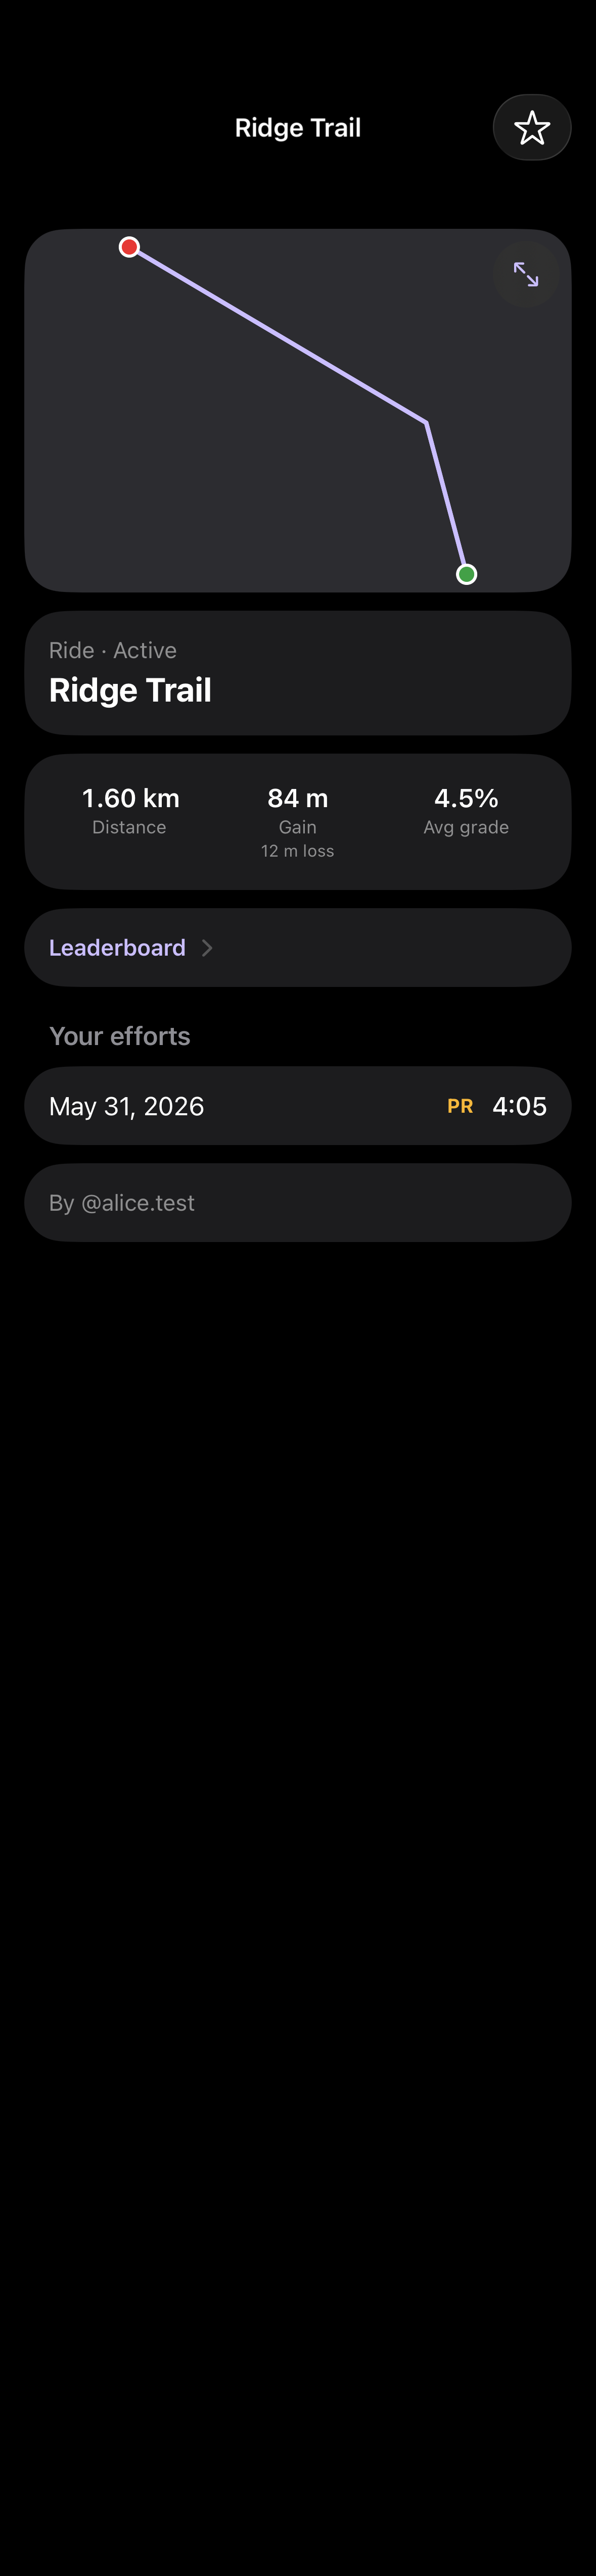 Ridge Trail
Ride · Active
Ridge Trail
1.60 km
Distance
84 m
Gain
12 m loss
4.5%
Avg grade
Leaderboard
Your efforts
May 31, 2026 PR 4:05
By @alice.test